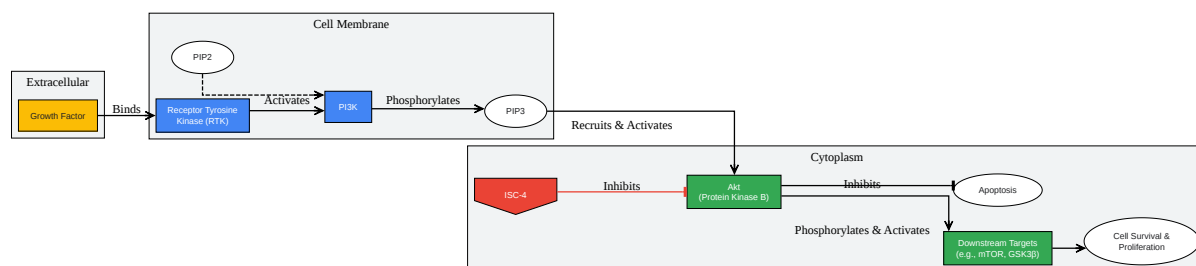 Cell Membrane
PIP2
Extracellular
Growth Factor
Binds
Receptor Tyrosine
Kinase (RTK)
Activates
PI3K
Phosphorylates
PIP3
Recruits & Activates
Cytoplasm
ISC-4
Inhibits
Akt
(Protein Kinase B)
Inhibits
Apoptosis
Phosphorylates & Activates
Downstream Targets
(e.g., mTOR, GSK3β)
Cell Survival &
Proliferation